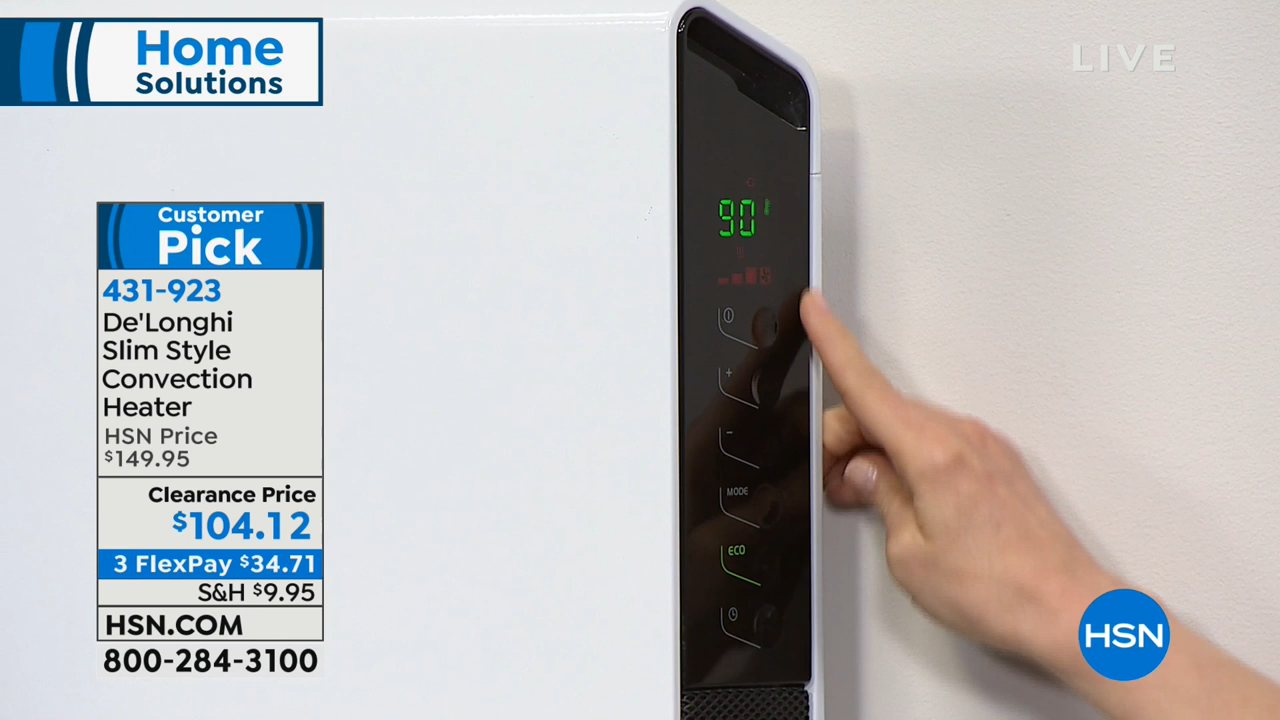 Home
Solutions
LIVE
Customer
Pick
431-923
De'Longhi
Slim Style
Convection
Heater
HSN Price
$149.95
Clearance Price
$104.12
3 FlexPay $34.71
S&H $9.95
HSN.COM
800-284-3100
90
+
-
MODE
ECO
HSN